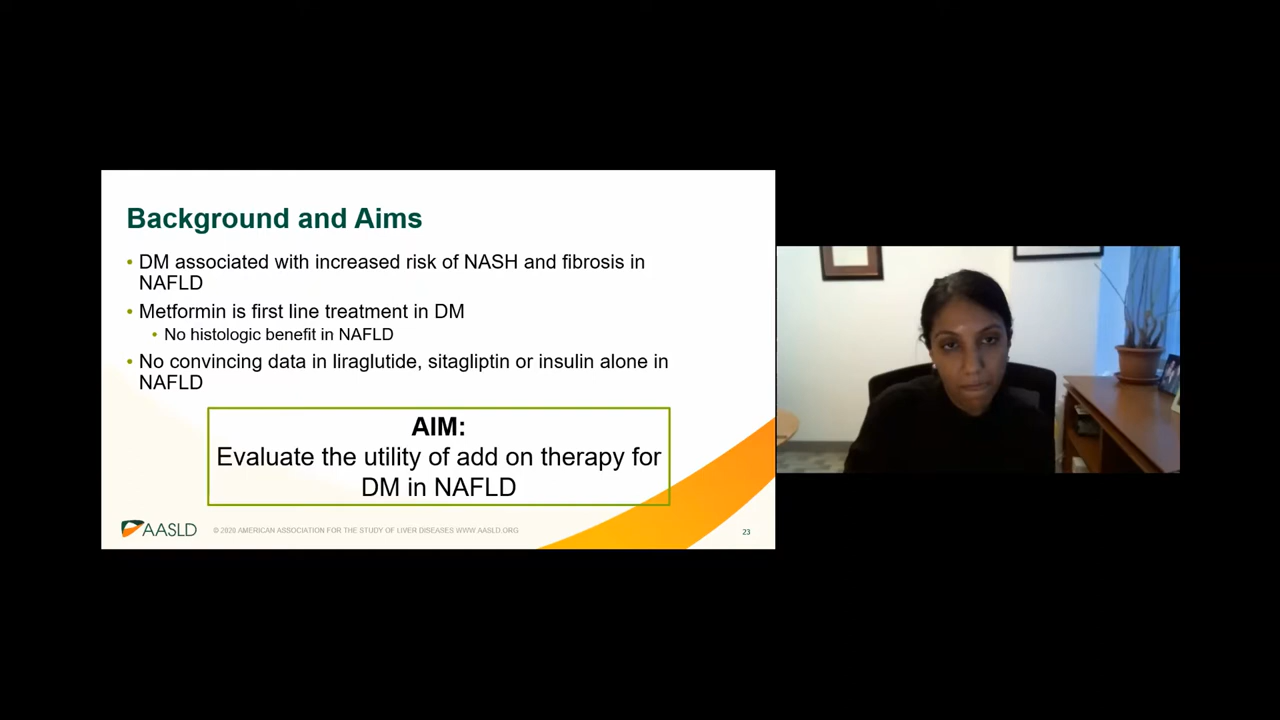 Background and Aims
• DM associated with increased risk of NASH and fibrosis in
NAFLD
• Metformin is first line treatment in DM
• No histologic benefit in NAFLD
• No convincing data in liraglutide, sitagliptin or insulin alone in
NAFLD
AIM:
Evaluate the utility of add on therapy for
DM in NAFLD
AASLD
© 2020 AMERICAN ASSOCIATION FOR THE STUDY OF LIVER DISEASES WWW.AASLD.ORG
23